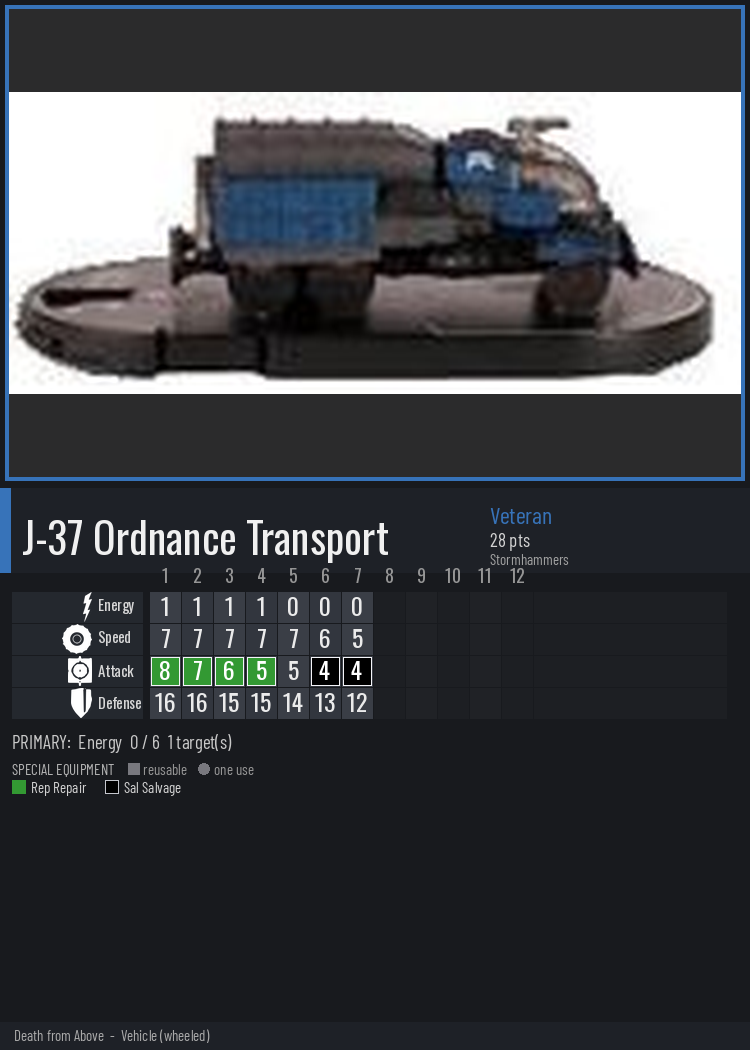 J-37 Ordnance Transport
Veteran
28 pts
Stormhammers
1 2 3 4 5 6 7 8 9 10 11 12
Energy 1 1 1 1 0 0 0
Speed 7 7 7 7 7 6 5
Attack 8 7 6 5 5 4 4
Defense 16 16 15 15 14 13 12
PRIMARY: Energy 0 / 6 1 target(s)
SPECIAL EQUIPMENT reusable one use
Rep Repair Sal Salvage
Death from Above - Vehicle (wheeled)